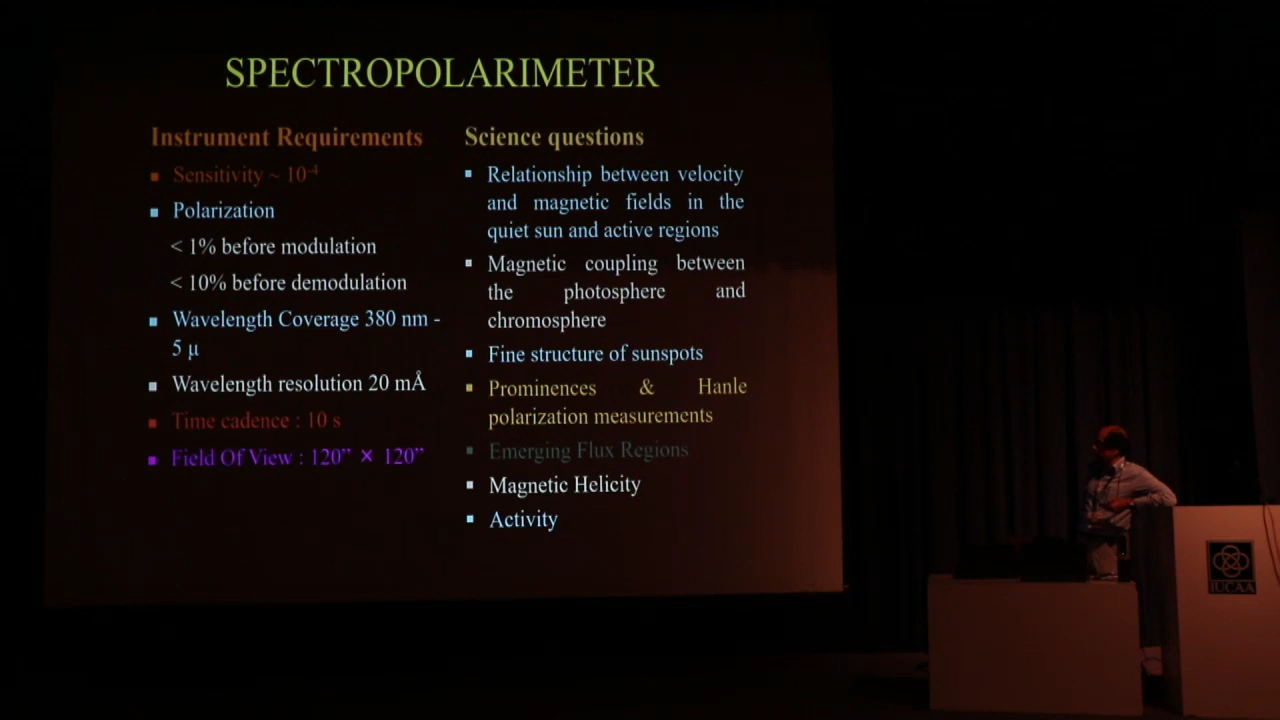 SPECTROPOLARIMETER
Instrument Requirements
▪ Sensitivity ~ 10⁻⁴
▪ Polarization
< 1% before modulation
< 10% before demodulation
▪ Wavelength Coverage 380 nm -
5 μ
▪ Wavelength resolution 20 mÅ
▪ Time cadence : 10 s
▪ Field Of View : 120” × 120”
Science questions
▪ Relationship between velocity
and magnetic fields in the
quiet sun and active regions
▪ Magnetic coupling between
the photosphere and
chromosphere
▪ Fine structure of sunspots
▪ Prominences & Hanle
polarization measurements
▪ Emerging Flux Regions
▪ Magnetic Helicity
▪ Activity
IUCAA